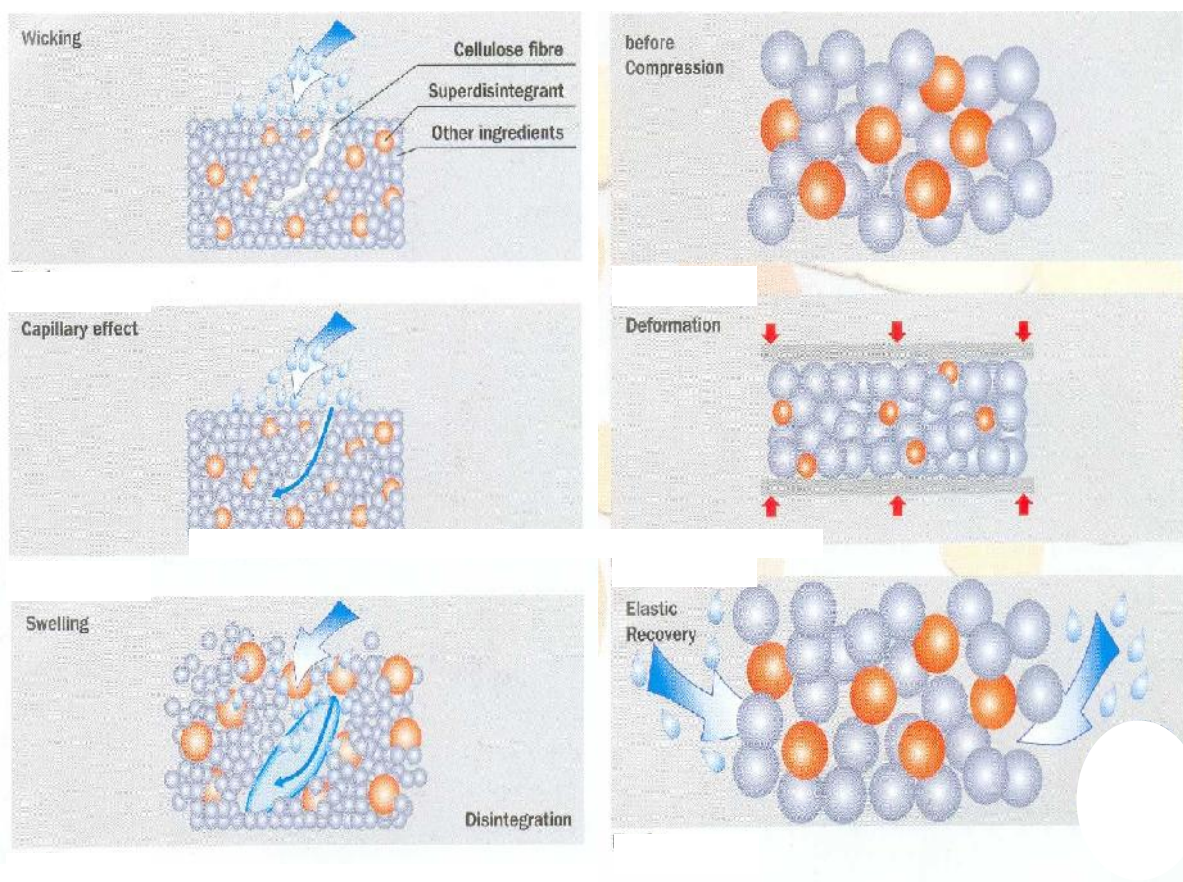 Wicking
Cellulose fibre
Superdisintegrant
Other ingredients
Capillary effect
Swelling
Disintegration
before
Compression
Deformation
Elastic
Recovery